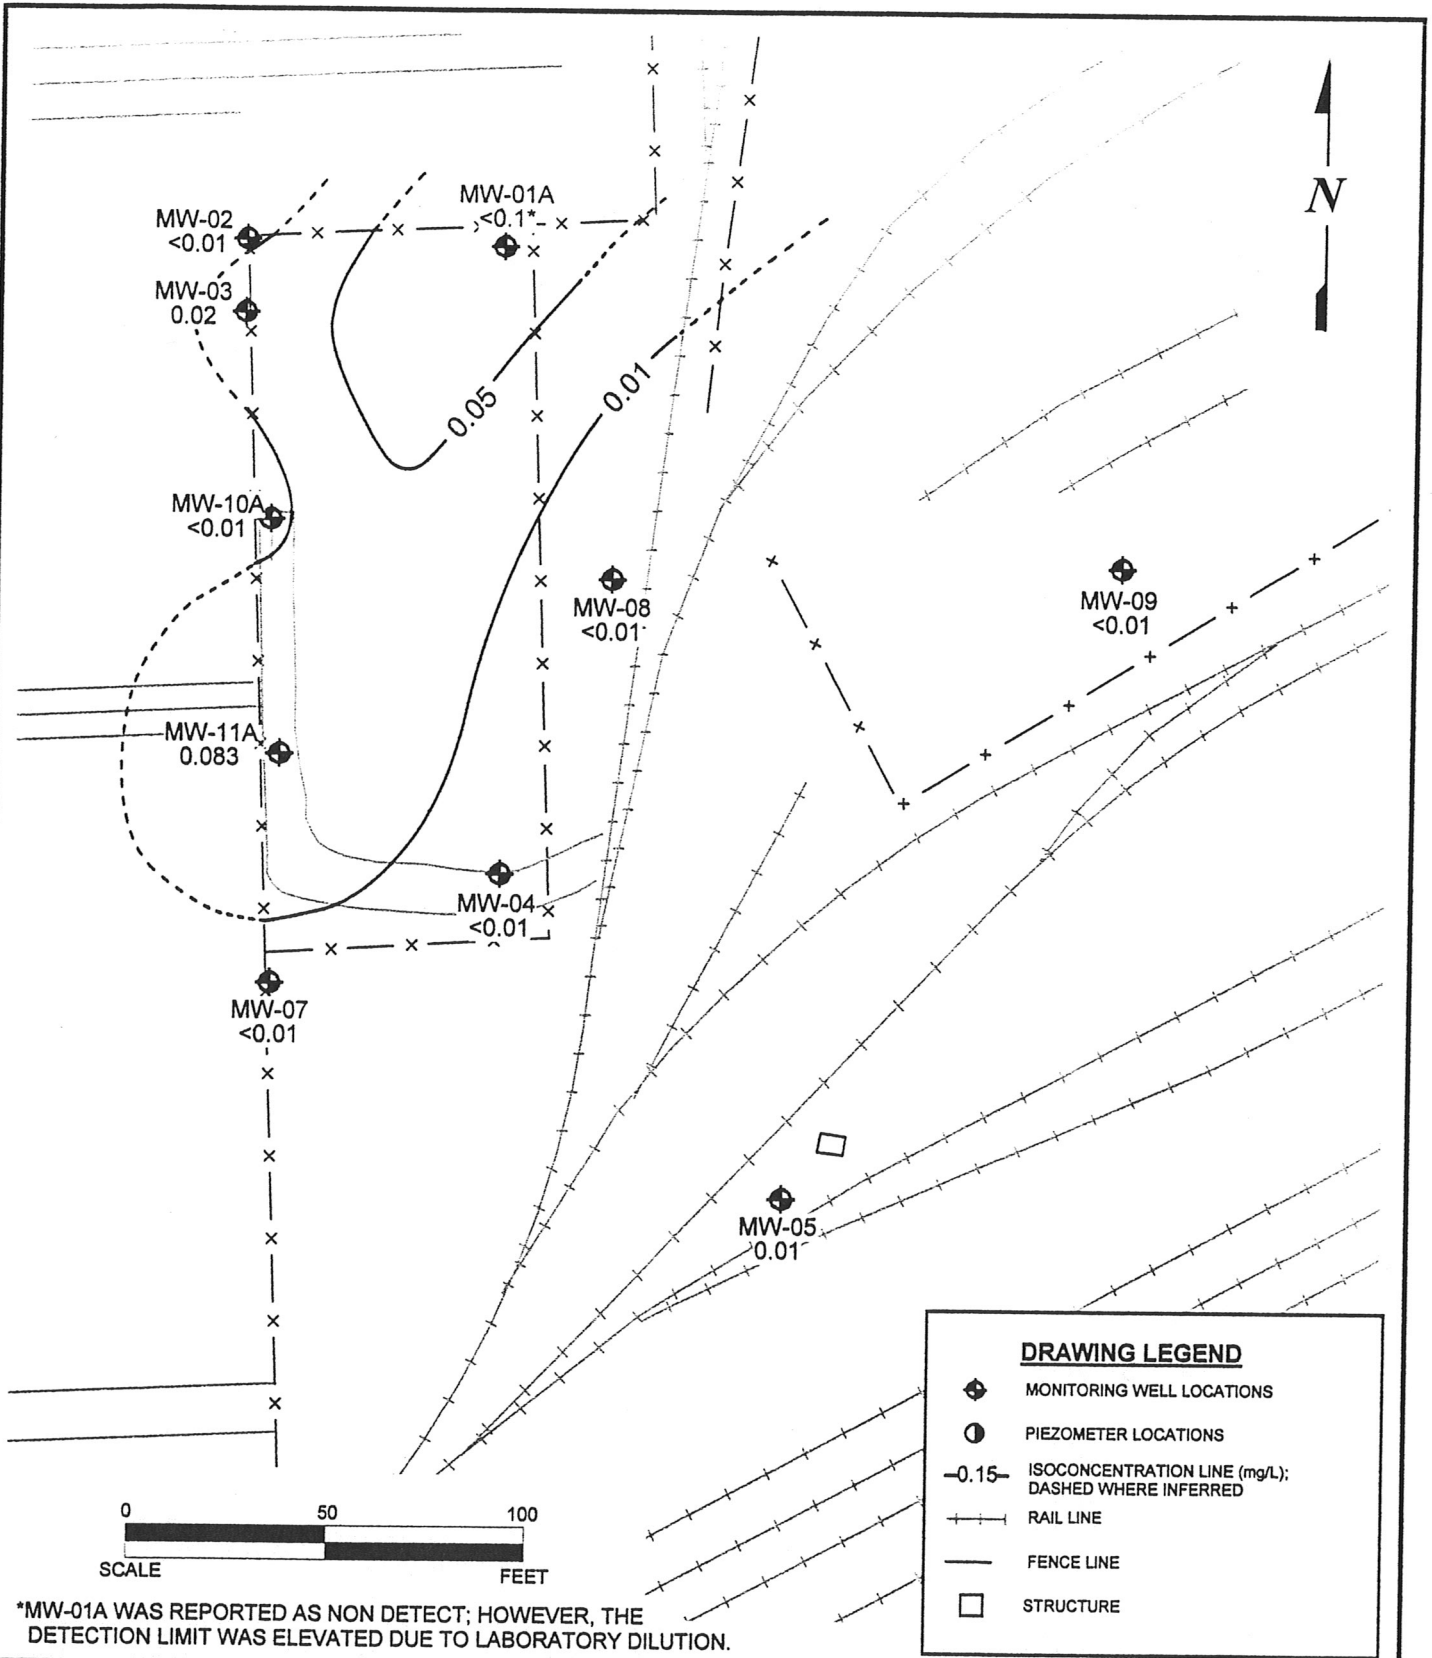 N
MW-01A
<0.1*
MW-02
<0.01
MW-03
0.02
0.05
0.01
MW-10A
<0.01
MW-08
<0.01
MW-09
<0.01
MW-11A
0.083
MW-04
<0.01
MW-07
<0.01
MW-05
0.01
DRAWING LEGEND
MONITORING WELL LOCATIONS
PIEZOMETER LOCATIONS
0.15 ISOCONCENTRATION LINE (mg/L);
DASHED WHERE INFERRED
RAIL LINE
FENCE LINE
STRUCTURE
0 50 100
SCALE FEET
*MW-01A WAS REPORTED AS NON DETECT; HOWEVER, THE
DETECTION LIMIT WAS ELEVATED DUE TO LABORATORY DILUTION.